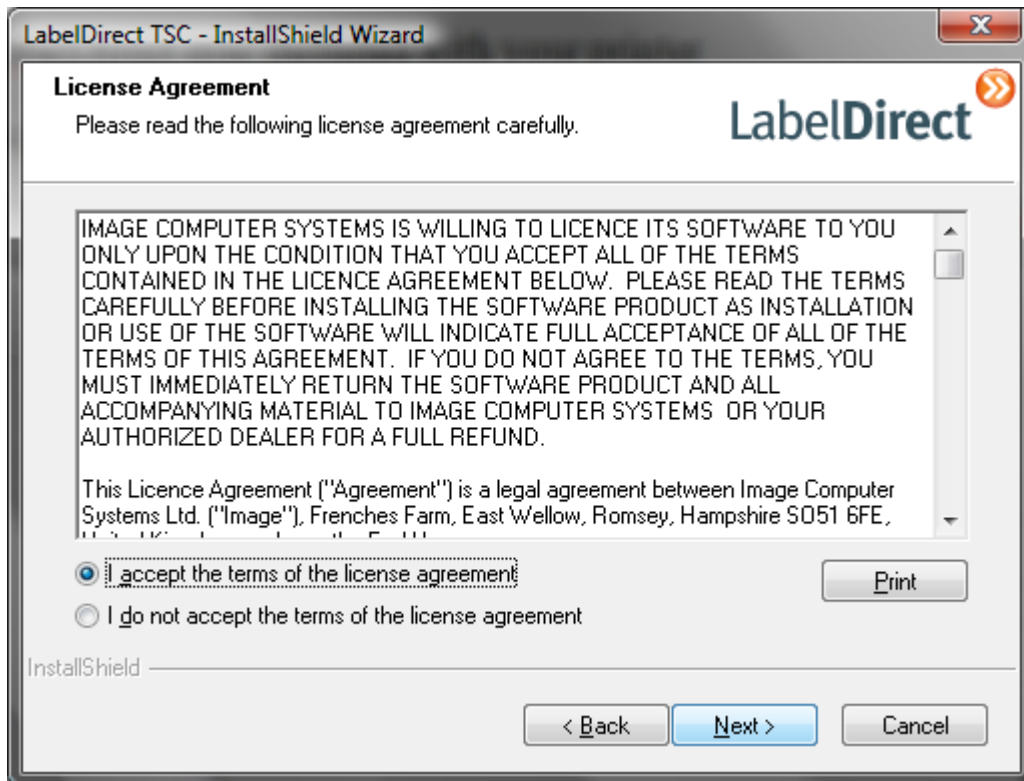 LabelDirect TSC - InstallShield Wizard
License Agreement
Please read the following license agreement carefully.
LabelDirect
IMAGE COMPUTER SYSTEMS IS WILLING TO LICENCE ITS SOFTWARE TO YOU
ONLY UPON THE CONDITION THAT YOU ACCEPT ALL OF THE TERMS
CONTAINED IN THE LICENCE AGREEMENT BELOW.  PLEASE READ THE TERMS
CAREFULLY BEFORE INSTALLING THE SOFTWARE PRODUCT AS INSTALLATION
OR USE OF THE SOFTWARE WILL INDICATE FULL ACCEPTANCE OF ALL OF THE
TERMS OF THIS AGREEMENT.  IF YOU DO NOT AGREE TO THE TERMS, YOU
MUST IMMEDIATELY RETURN THE SOFTWARE PRODUCT AND ALL
ACCOMPANYING MATERIAL TO IMAGE COMPUTER SYSTEMS  OR YOUR
AUTHORIZED DEALER FOR A FULL REFUND.
This Licence Agreement ("Agreement") is a legal agreement between Image Computer
Systems Ltd. ("Image"), Frenches Farm, East Wellow, Romsey, Hampshire SO51 6FE,
I accept the terms of the license agreement
Print
I do not accept the terms of the license agreement
InstallShield
< Back
Next >
Cancel